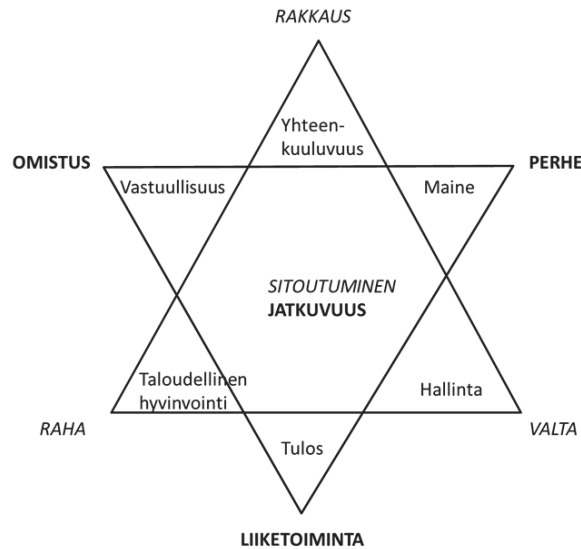 RAKKAUS
Yhteen-
kuuluvuus
OMISTUS
PERHE
Vastuullisuus
Maine
SITOUTUMINEN
JATKUVUUS
Taloudellinen
hyvinvointi
Hallinta
RAHA
VALTA
Tulos
LIIKETOIMINTA